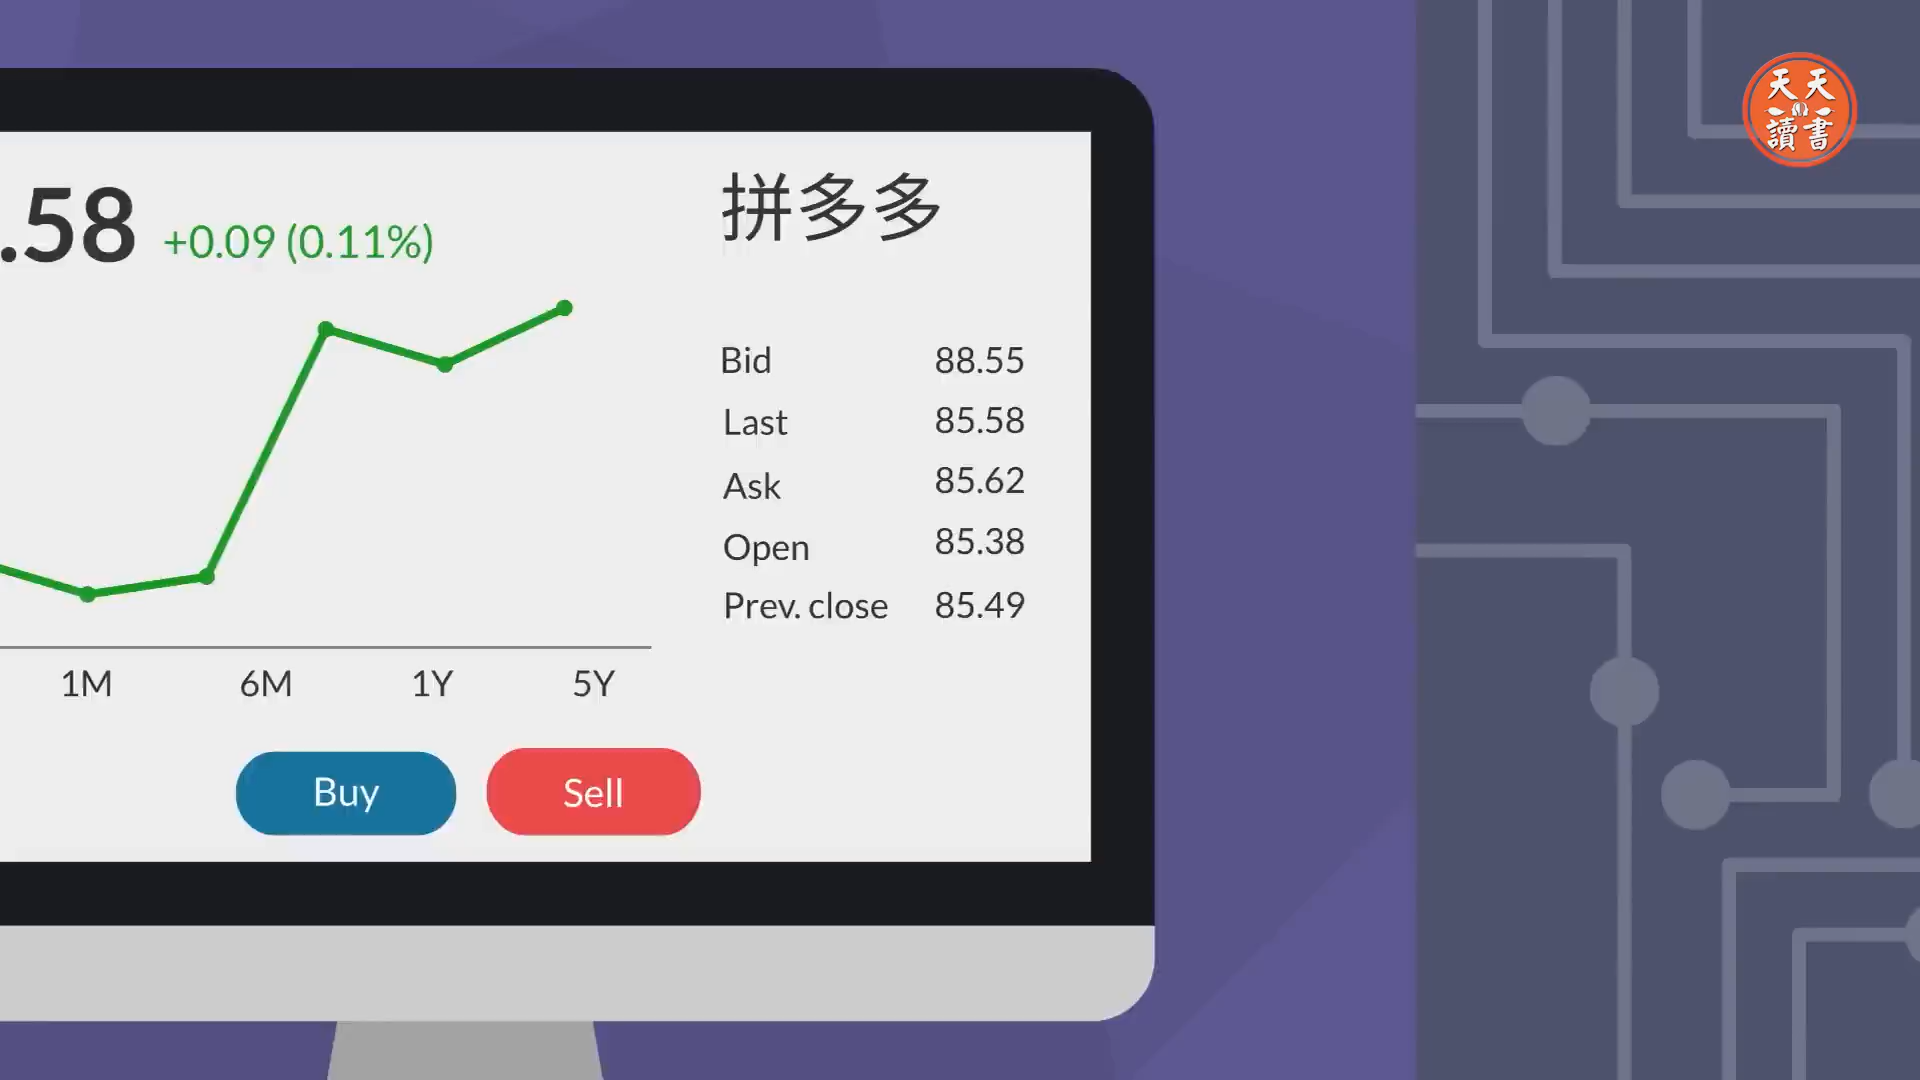 天天
讀書
.58 +0.09 (0.11%)
拼多多
Bid 88.55
Last 85.58
Ask 85.62
Open 85.38
Prev. close 85.49
1M 6M 1Y 5Y
Buy Sell